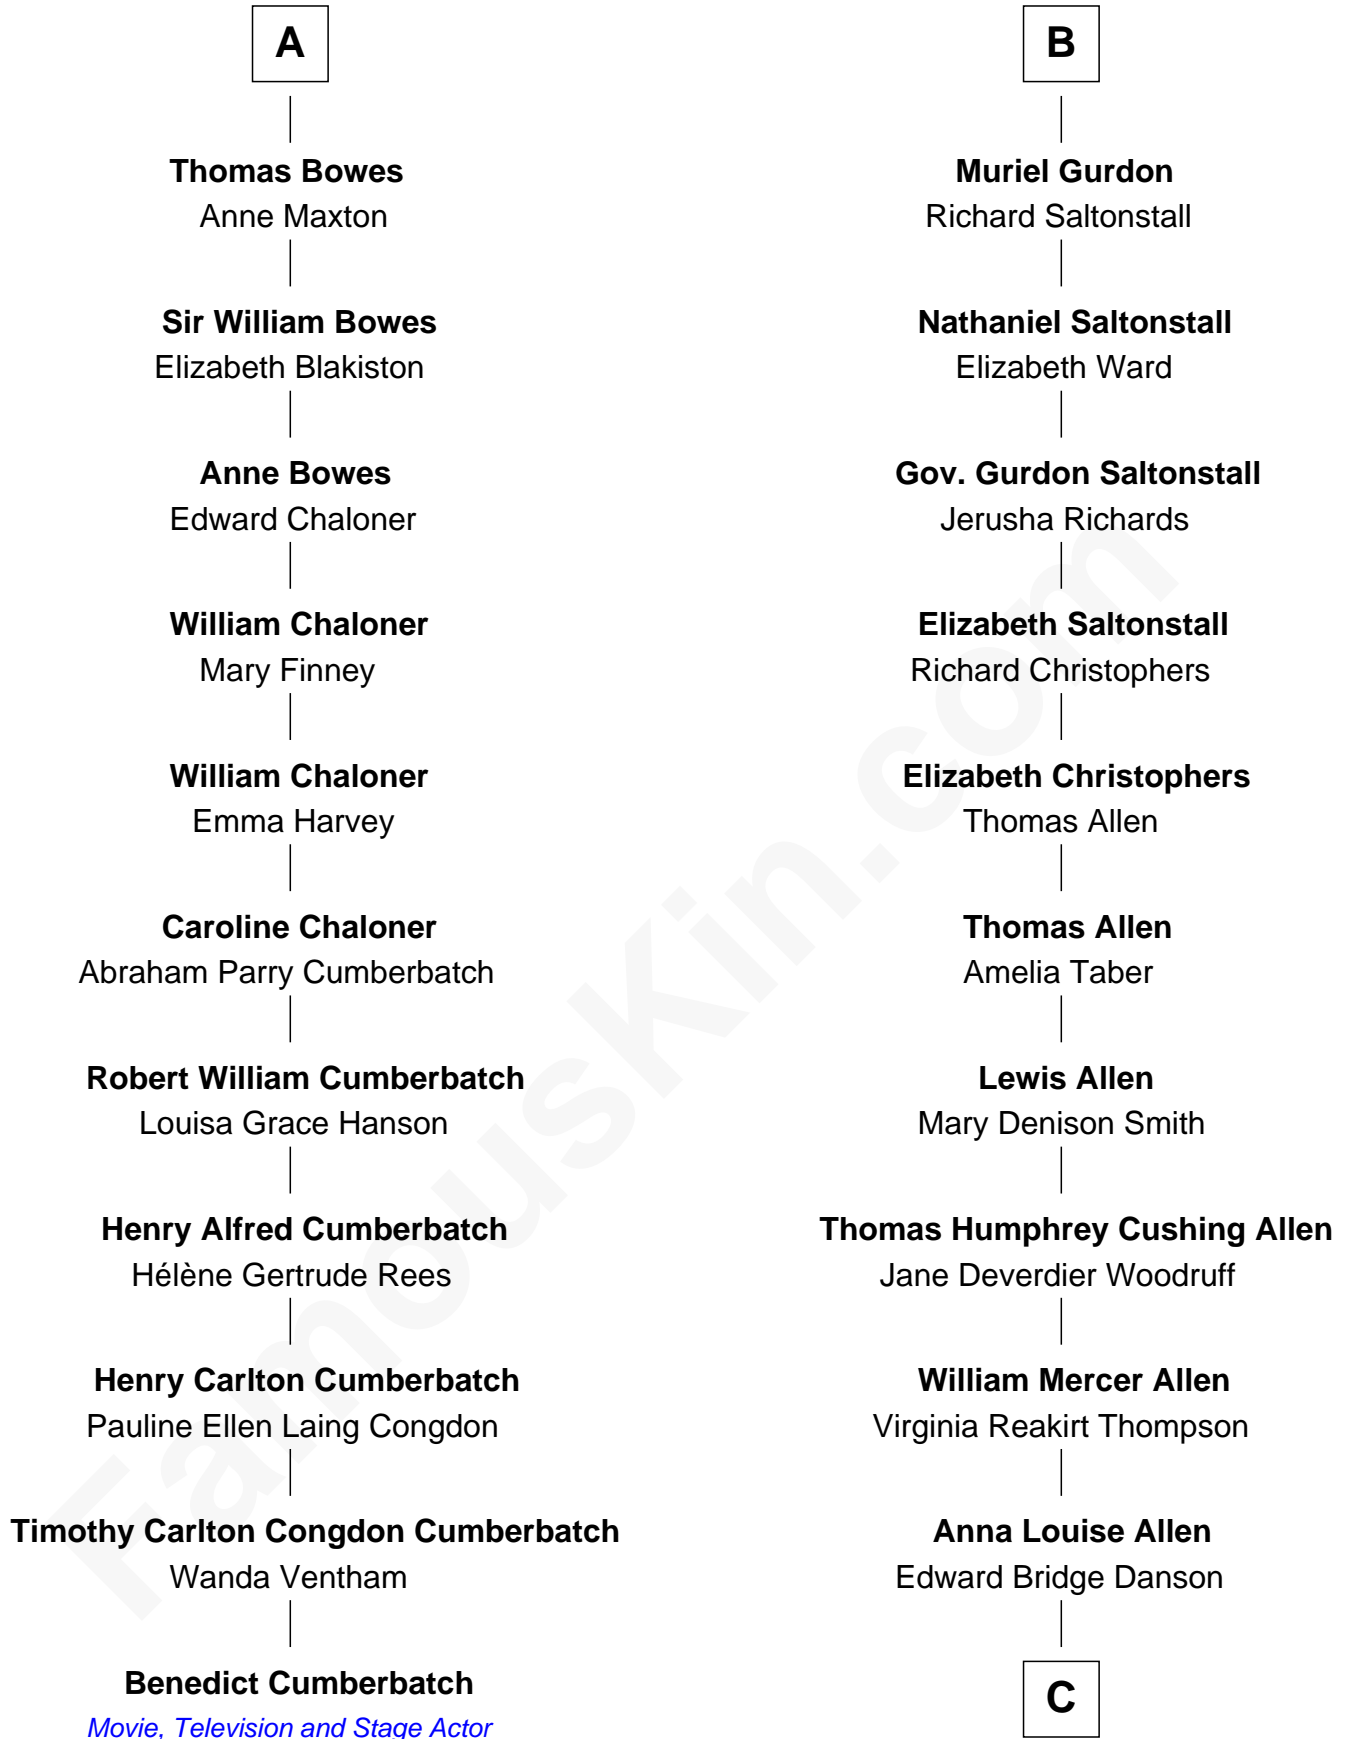 A
Thomas Bowes
Anne Maxton
Sir William Bowes
Elizabeth Blakiston
Anne Bowes
Edward Chaloner
William Chaloner
Mary Finney
William Chaloner
Emma Harvey
Caroline Chaloner
Abraham Parry Cumberbatch
Robert William Cumberbatch
Louisa Grace Hanson
Henry Alfred Cumberbatch
Hélène Gertrude Rees
Henry Carlton Cumberbatch
Pauline Ellen Laing Congdon
Timothy Carlton Congdon Cumberbatch
Wanda Ventham
Benedict Cumberbatch
Movie, Television and Stage Actor
B
Muriel Gurdon
Richard Saltonstall
Nathaniel Saltonstall
Elizabeth Ward
Gov. Gurdon Saltonstall
Jerusha Richards
Elizabeth Saltonstall
Richard Christophers
Elizabeth Christophers
Thomas Allen
Thomas Allen
Amelia Taber
Lewis Allen
Mary Denison Smith
Thomas Humphrey Cushing Allen
Jane Deverdier Woodruff
William Mercer Allen
Virginia Reakirt Thompson
Anna Louise Allen
Edward Bridge Danson
C
FamousKin.com